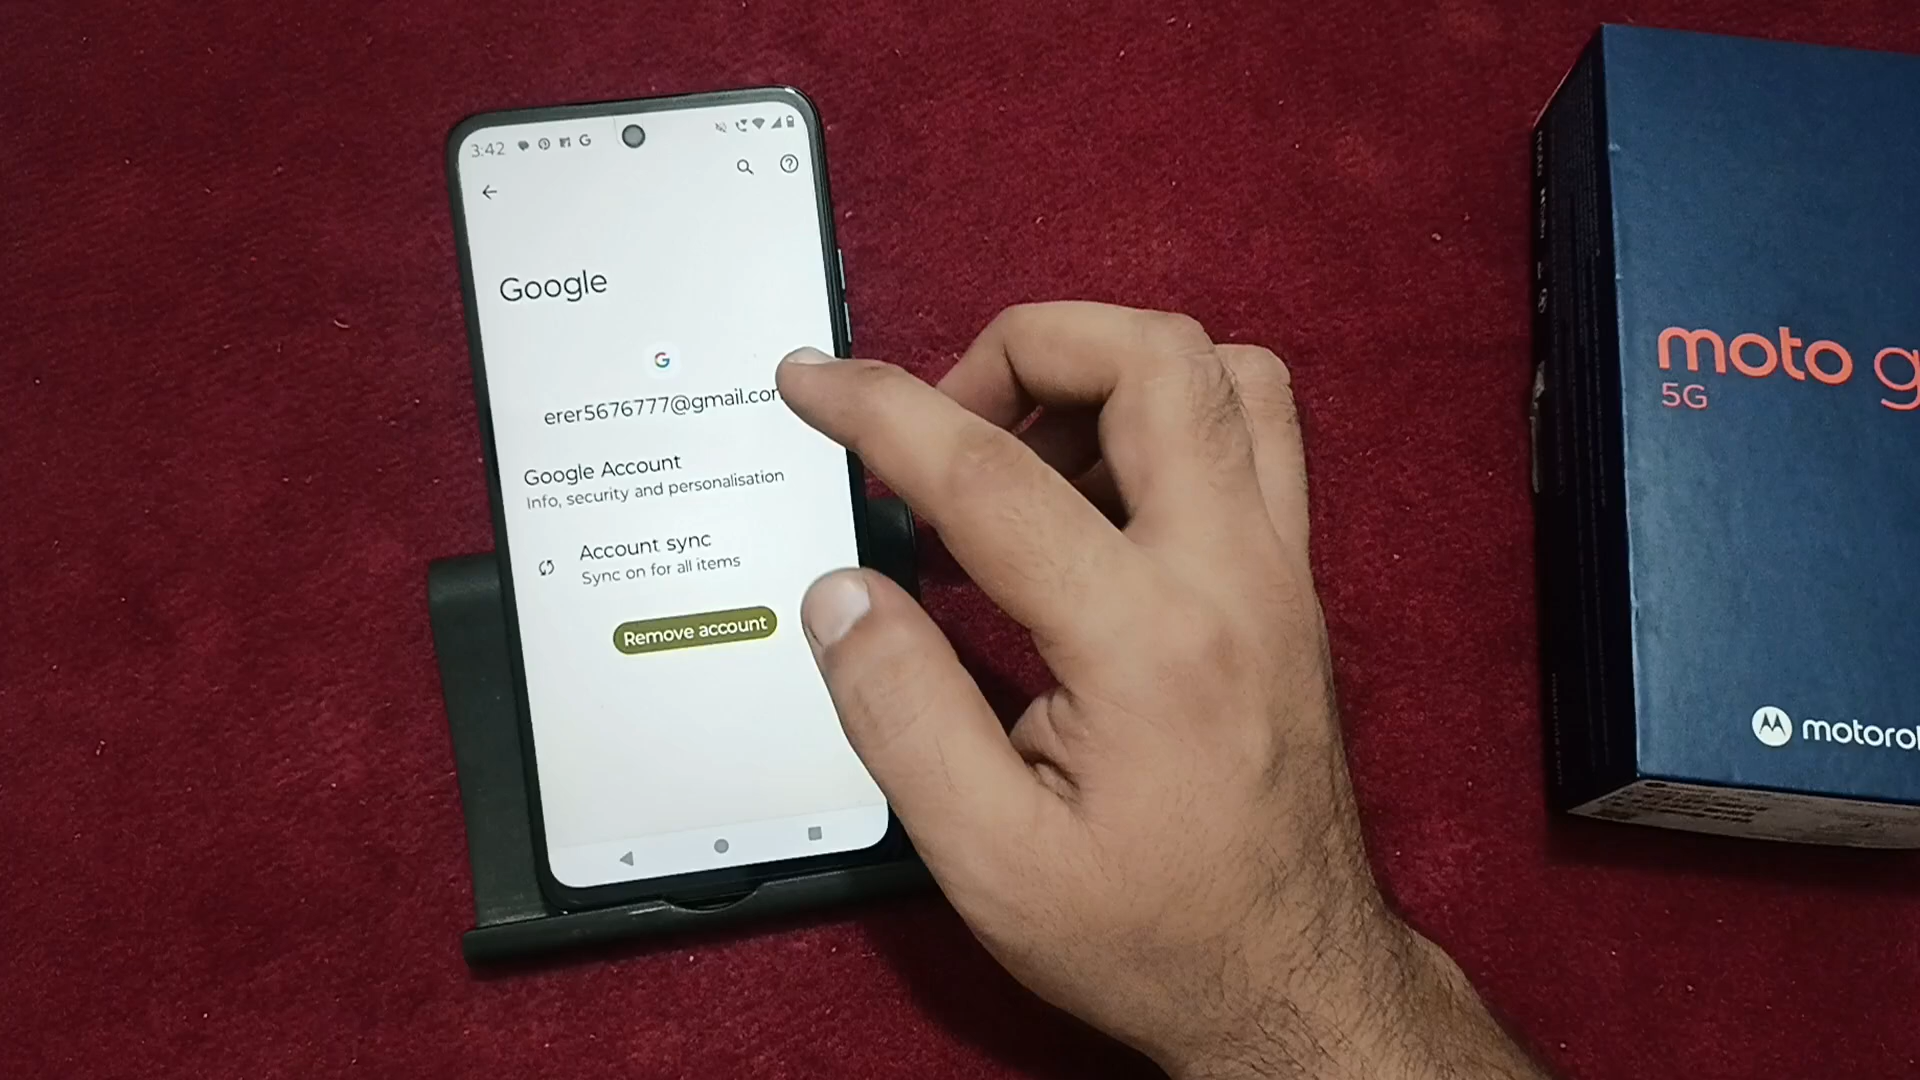 3:42
Google
G
erer5676777@gmail.com
Google Account
Info, security and personalisation
Account sync
Sync on for all items
Remove account
moto g
5G
motorol